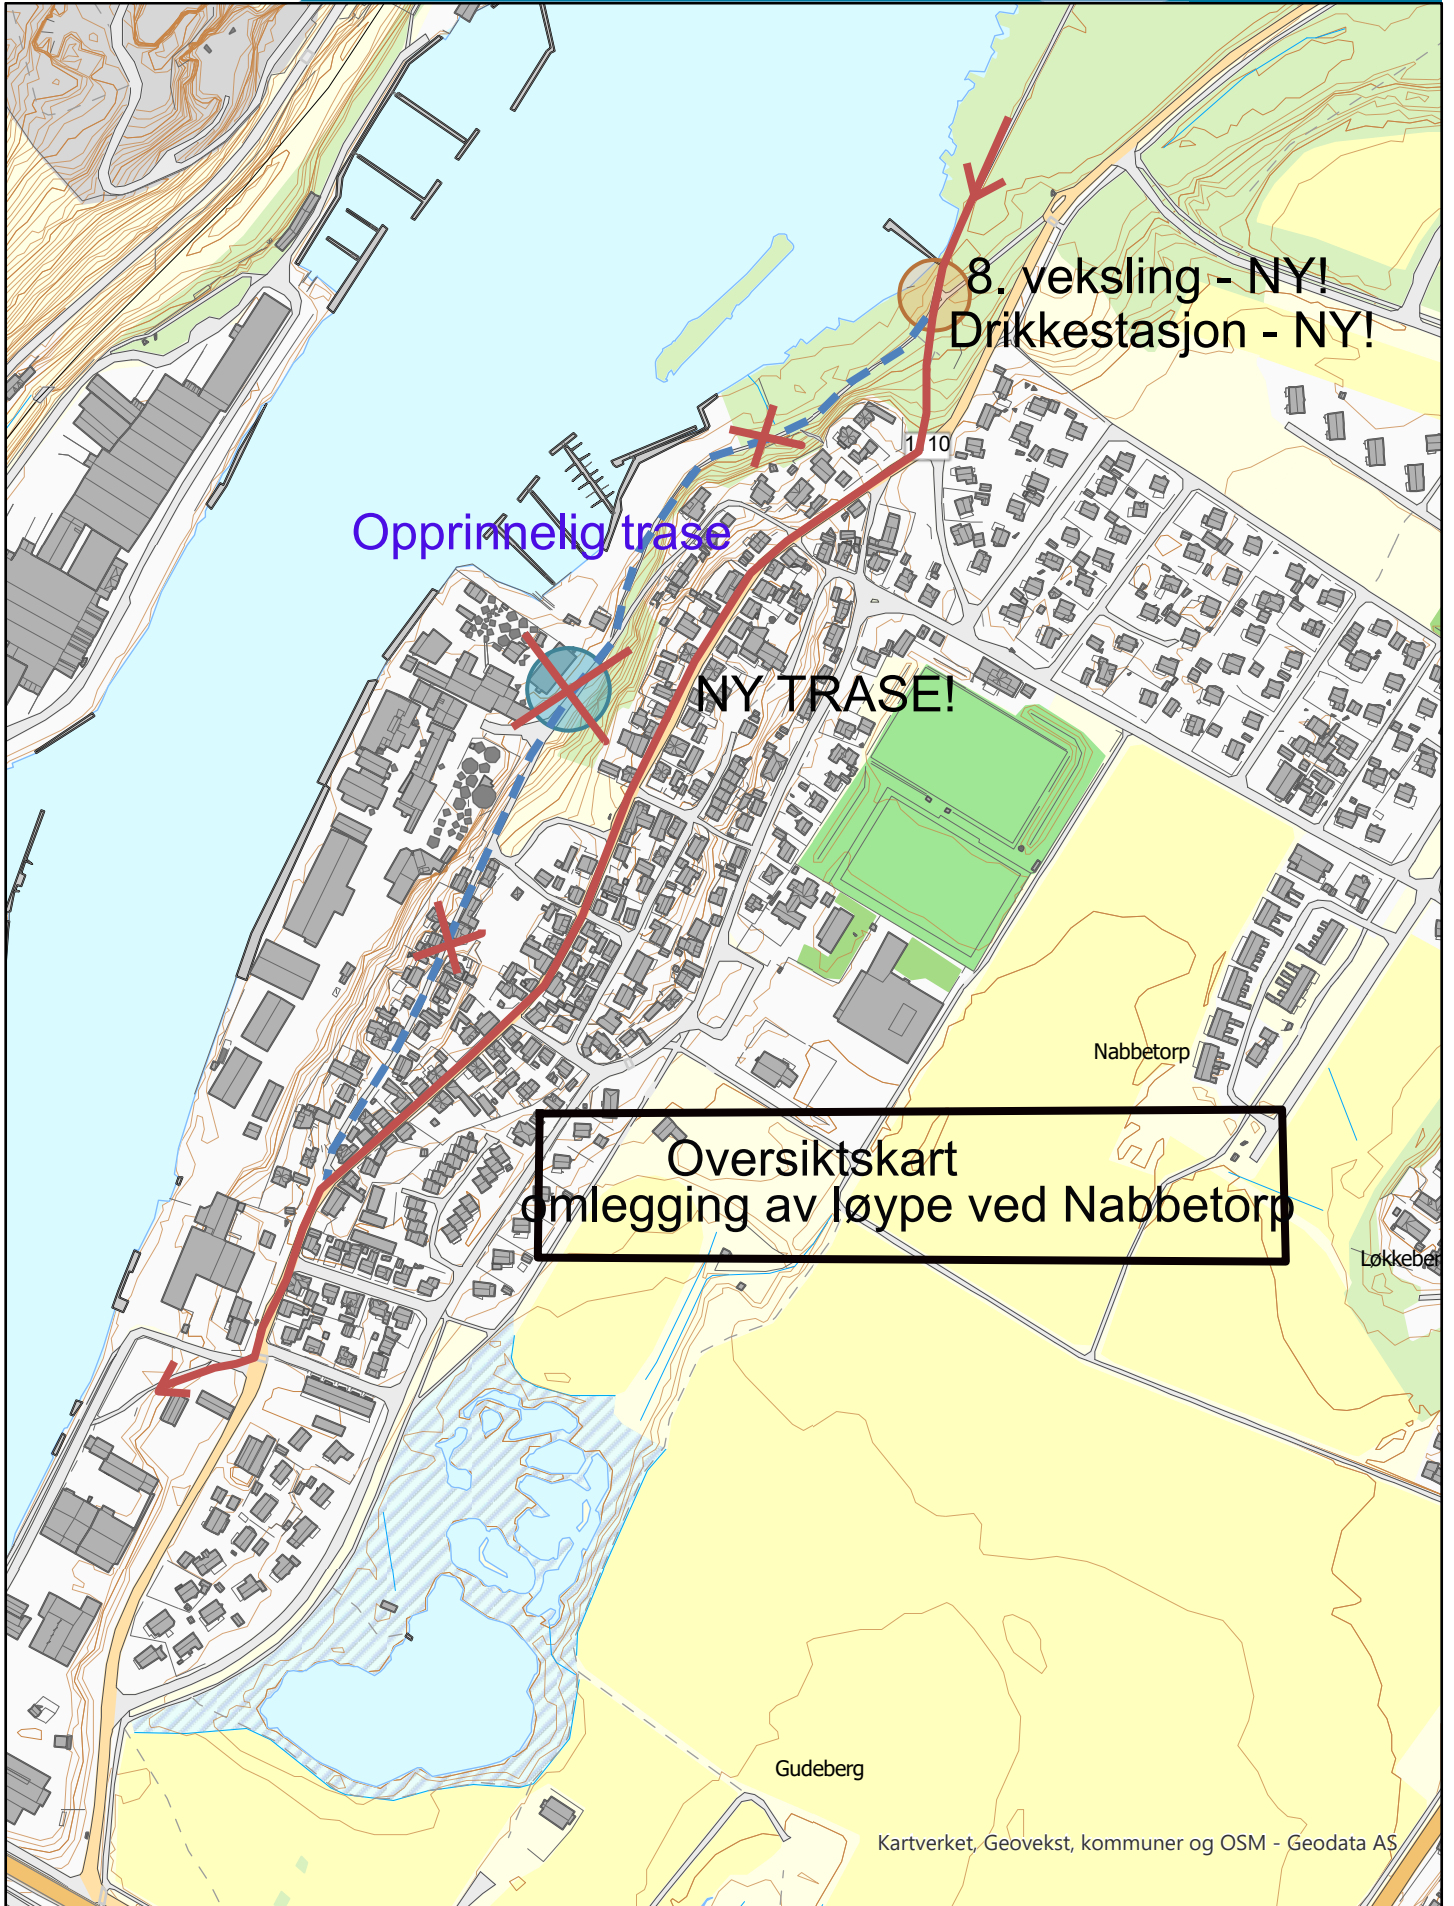 8. veksling - NY!
Drikkestasjon - NY!
1 10
Opprinnelig trase
NY TRASE!
Nabbetorp
Oversiktskart
omlegging av løype ved Nabbetorp
Løkkeber
Gudeberg
Kartverket, Geovekst, kommuner og OSM - Geodata AS